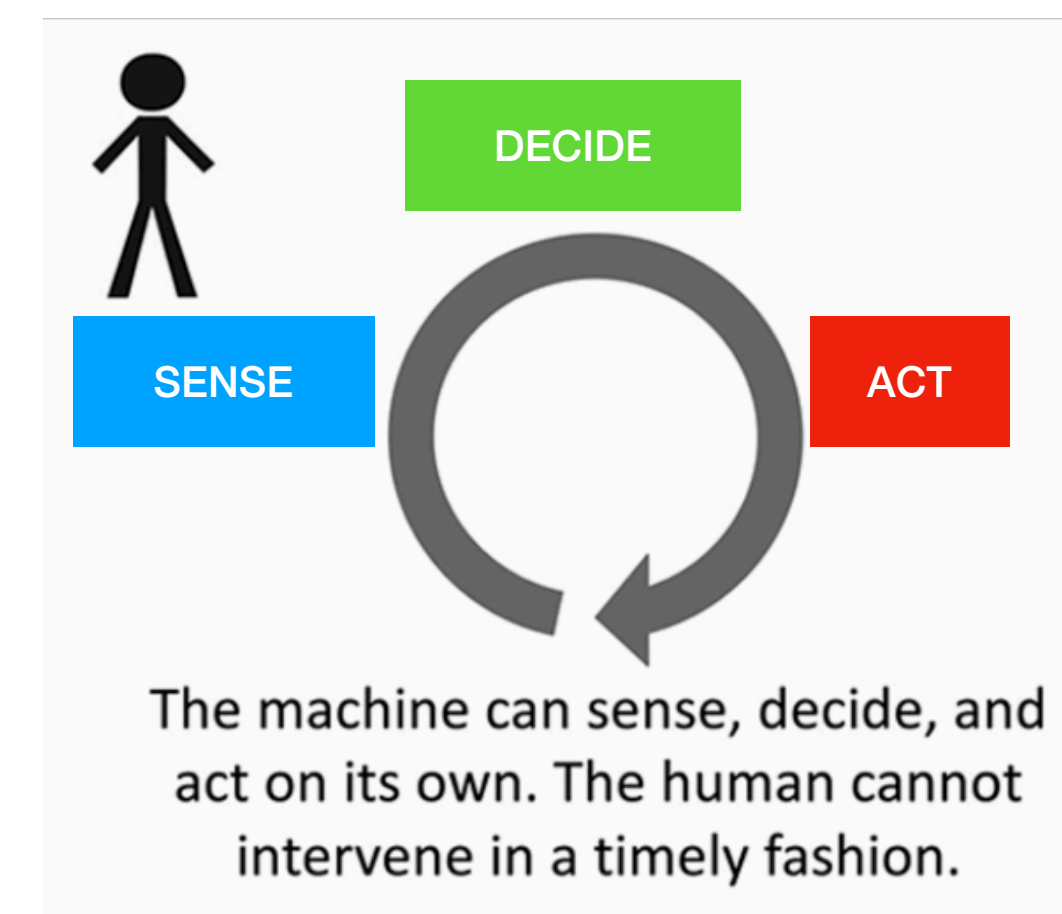 DECIDE
SENSE
ACT
The machine can sense, decide, and
act on its own. The human cannot
intervene in a timely fashion.